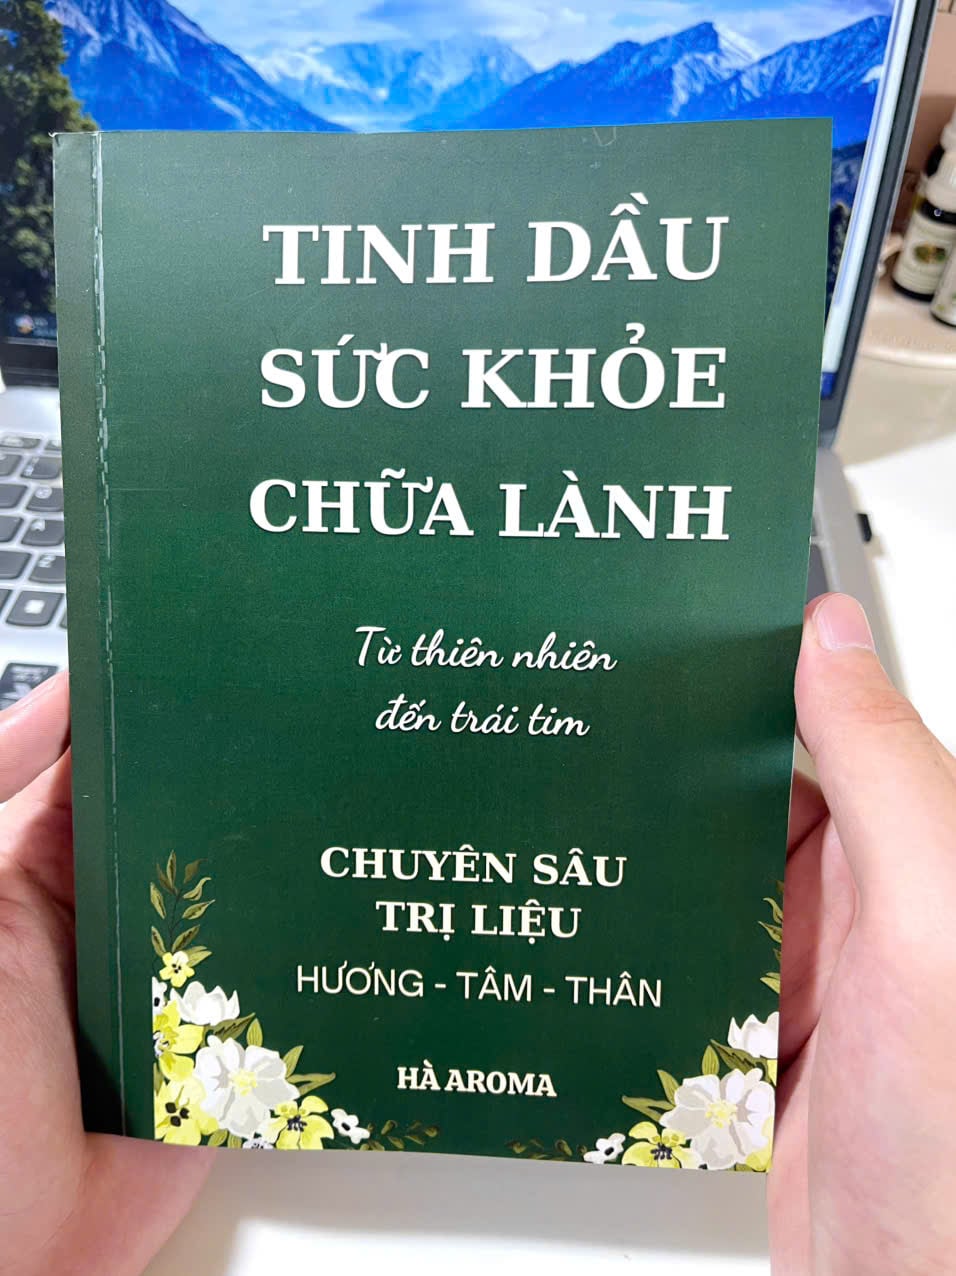 TINH DẦU
SỨC KHỎE
CHỮA LÀNH
Từ thiên nhiên
đến trái tim
CHUYÊN SÂU
TRỊ LIỆU
HƯƠNG - TÂM - THÂN
HÀ AROMA